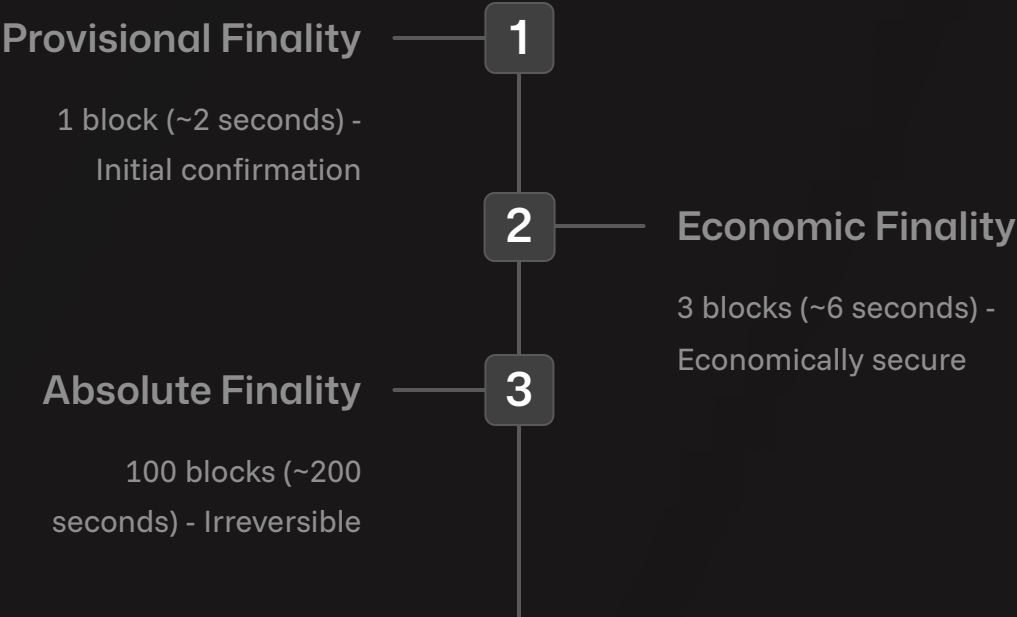 Provisional Finality
1
1 block (~2 seconds) -
Initial confirmation
2
Economic Finality
3 blocks (~6 seconds) -
Economically secure
Absolute Finality
3
100 blocks (~200
seconds) - Irreversible